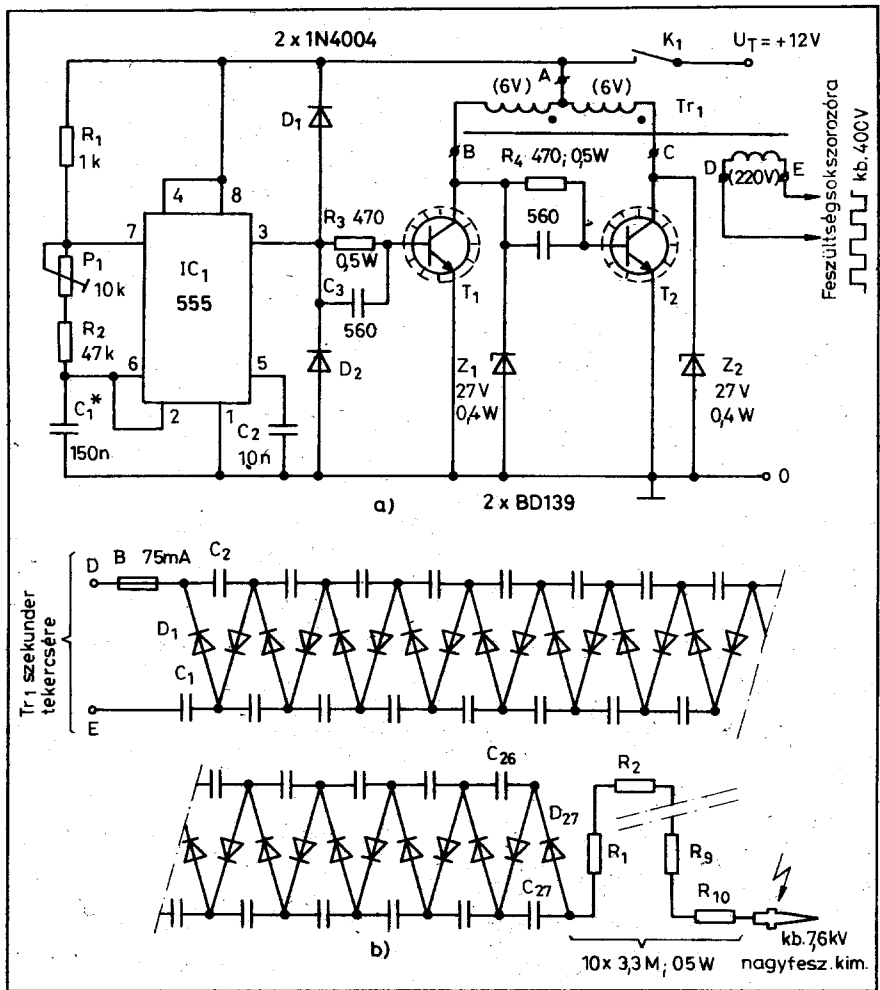 2 x 1N4004
K1
UT = +12V
A
(6V)
(6V)
Tr1
R1
1k
D1
B
R4 470; 0,5W
C
D
E
(220V)
4
8
7
3
R3 470
0,5W
560
P1
10k
IC1
555
C3
560
T1
T2
R2
47k
6
5
D2
Z1
27V
0,4W
Z2
27V
0,4W
C1*
150n
2
1
C2
10n
0
a)
2 x BD139
Feszültségsokszorozóra
kb.400V
Tr1 szekunder
tekercsére
D
B 75mA
C2
D1
C1
E
C26
R2
D27
R1
R9
C27
R10
kb.7,6kV
b)
10x 3,3M; 05W
nagyfesz.kim.